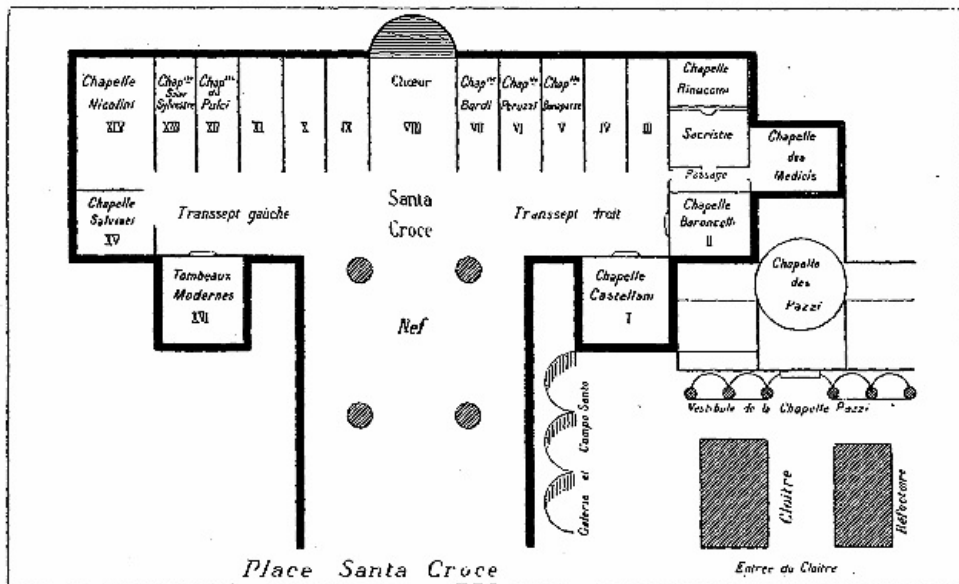 Chapelle
Nicolini
XIV
Chap^lle
Saint
Sylvestre
XIII
Chap^lle
du
Pulci
XII
XI
X
IX
Chœur
VIII
Chap^lle
Bardi
VII
Chap^lle
Peruzzi
VI
Chap^lle
Bonaparte
V
IV
III
Chapelle
Rinuccini
Sacristie
Passage
Chapelle
des
Medicis
Chapelle
Salvinei
XV
Transsept gauche
Santa
Croce
Transsept droit
Chapelle
Baroncelli
II
Tombeaux
Modernes
XVI
Nef
Chapelle
Castellani
I
Chapelle
des
Pazzi
Galerie et Campo Santo
Vestibule de la Chapelle Pazzi
Cloître
Réfectoire
Entrée du Cloître
Place Santa Croce